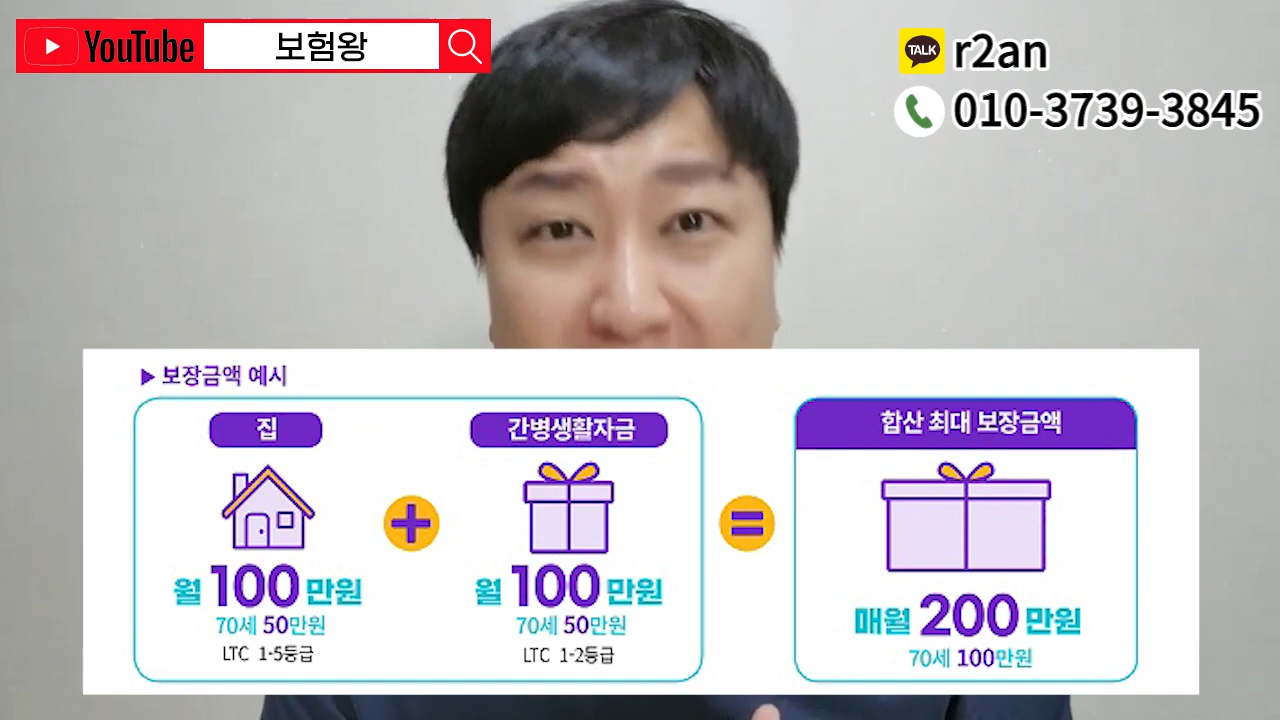 YouTube 보험왕
TALK r2an
010-3739-3845
▶ 보장금액 예시
집
간병생활자금
합산 최대 보장금액
월 100만원
70세 50만원
LTC 1-5등급
+
월 100만원
70세 50만원
LTC 1-2등급
=
매월 200만원
70세 100만원